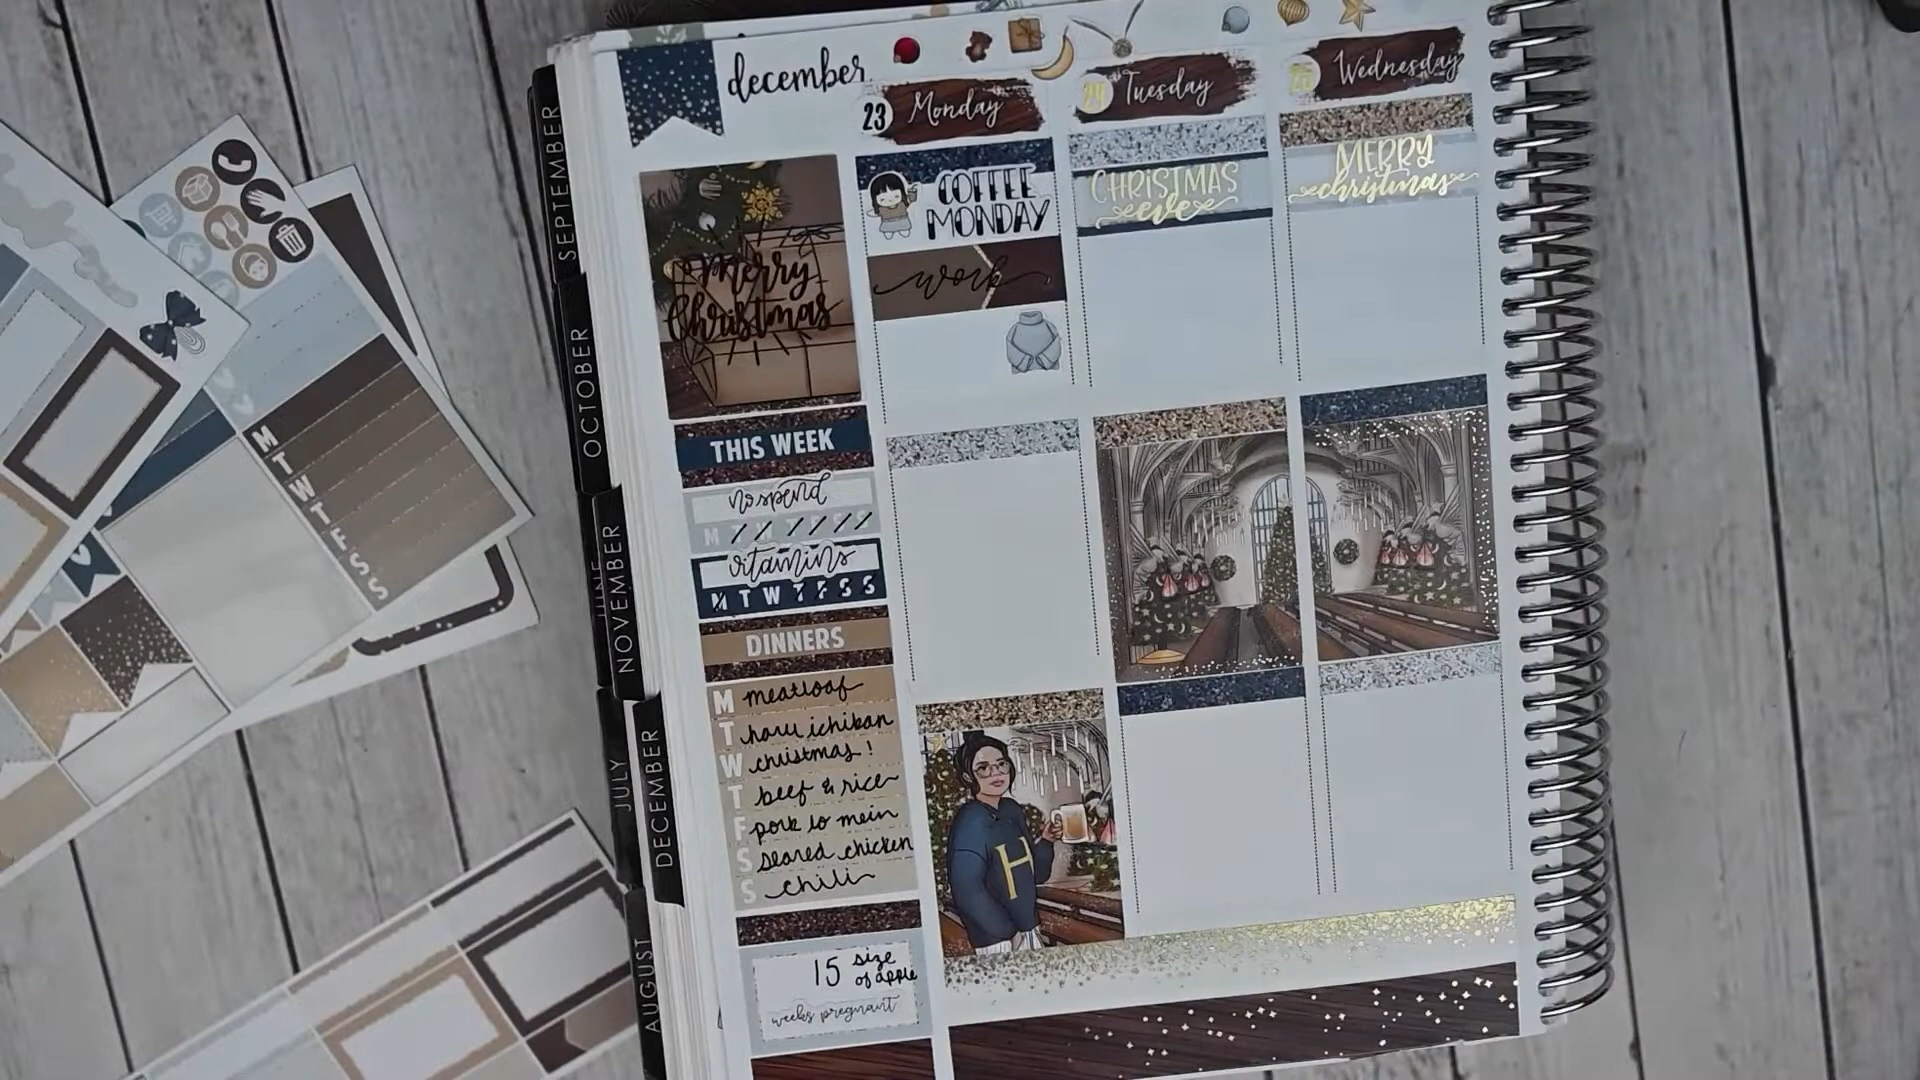 december
23 Monday
24 Tuesday
25 Wednesday
COFFEE
MONDAY
CHRISTMAS
eve
MERRY
christmas
work
Merry
Christmas
THIS WEEK
no spend
M T W T F S S
vitamins
M T W T F S S
DINNERS
M meatloaf
T haru ichiban
W christmas!
T beef & rice
F pork lo mein
S seared chicken
S chili
15 size
of apple
weeks pregnant
SEPTEMBER
OCTOBER
JUNE
NOVEMBER
JULY
DECEMBER
AUGUST
H
M
T
W
T
F
S
S